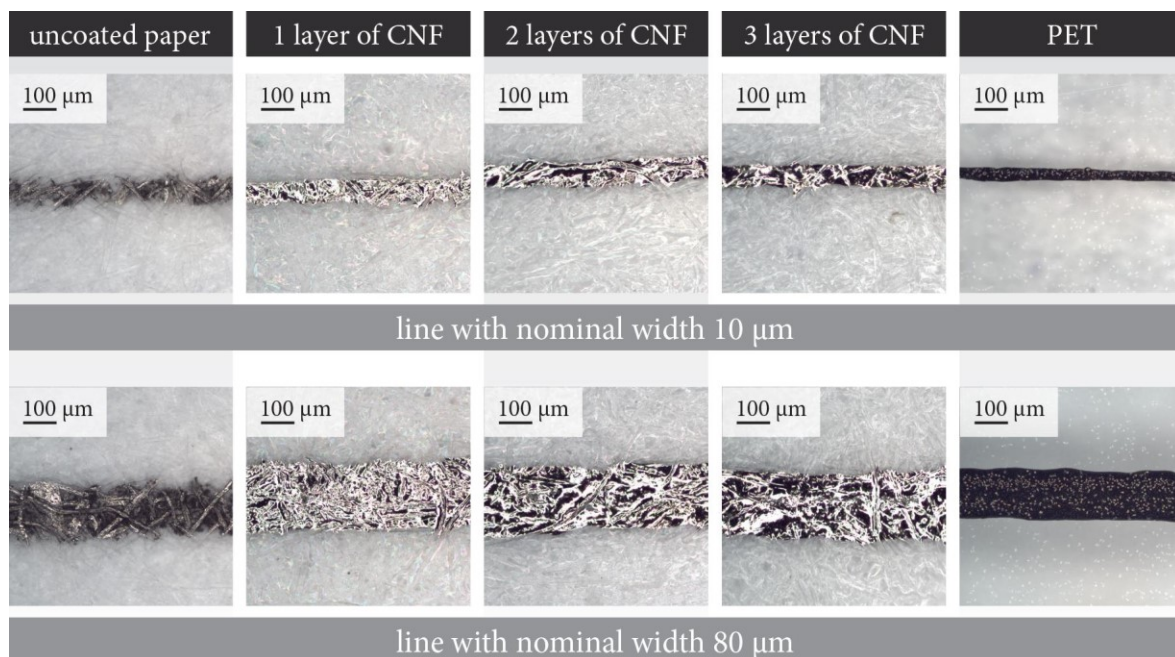 uncoated paper
1 layer of CNF
2 layers of CNF
3 layers of CNF
PET
100 µm
100 µm
100 µm
100 µm
100 µm
line with nominal width 10 µm
100 µm
100 µm
100 µm
100 µm
100 µm
line with nominal width 80 µm